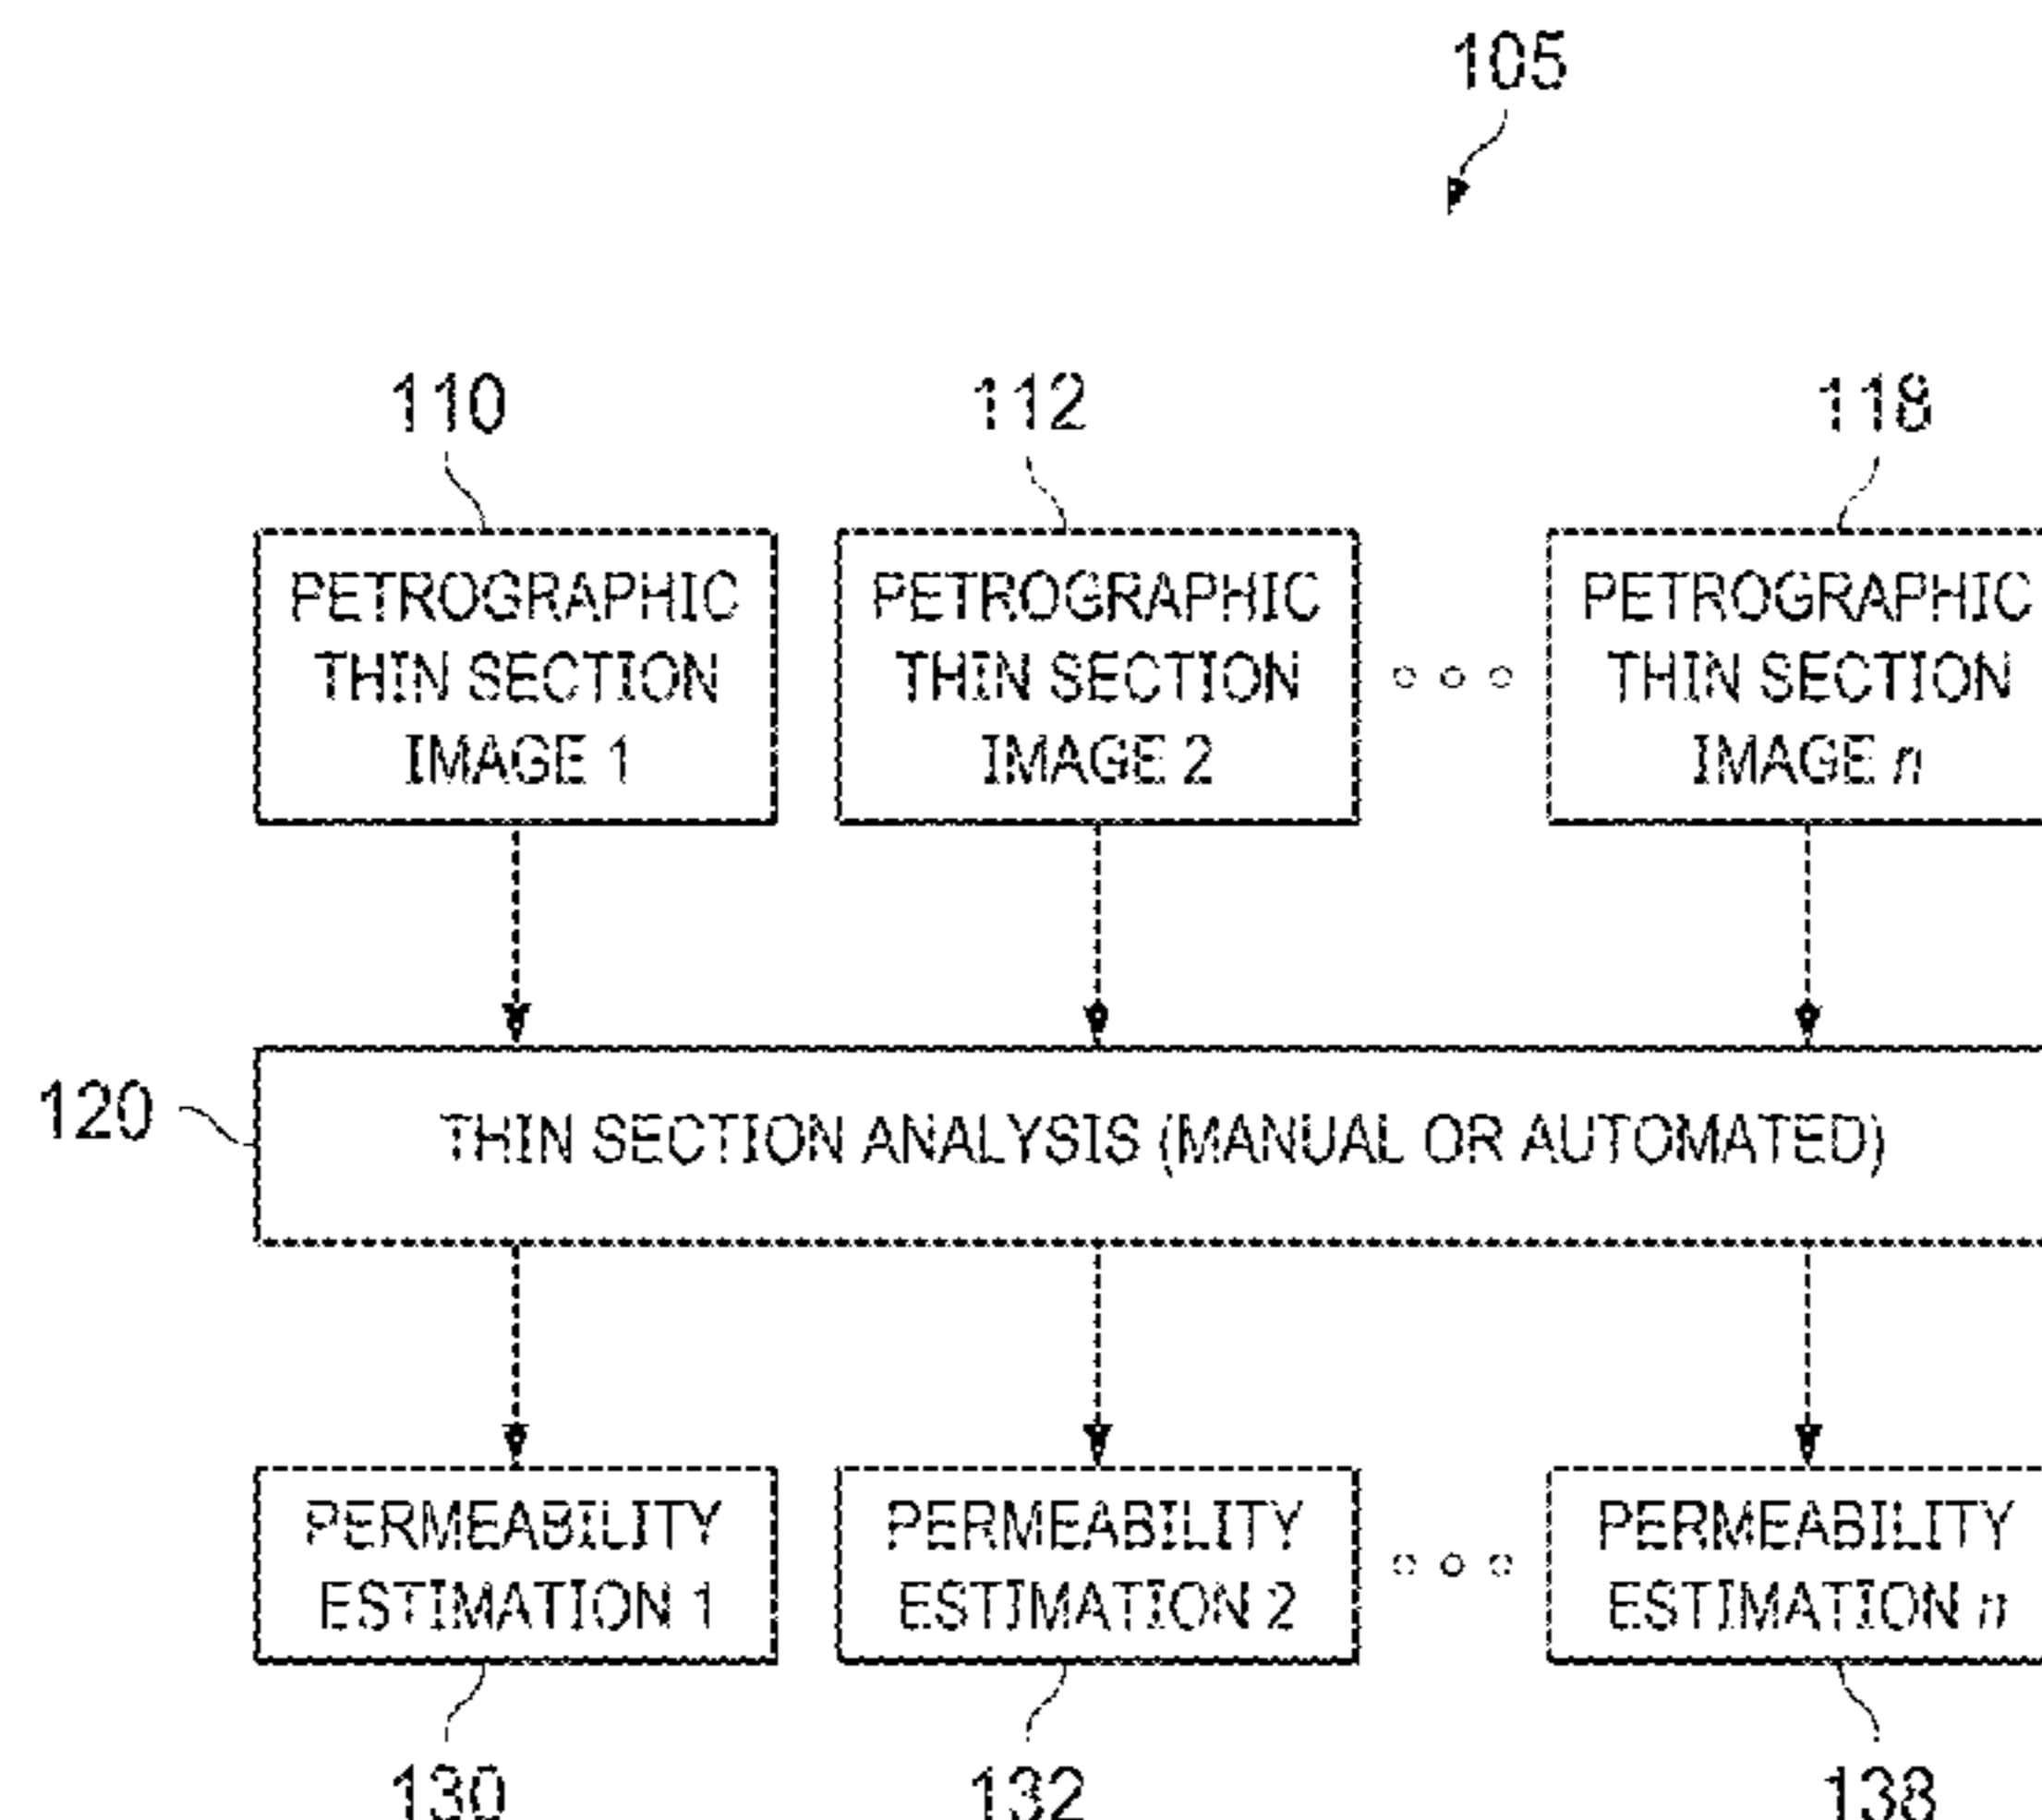 105
110
112
118
PETROGRAPHIC
THIN SECTION
IMAGE 1
PETROGRAPHIC
THIN SECTION
IMAGE 2
PETROGRAPHIC
THIN SECTION
IMAGE n
120
THIN SECTION ANALYSIS (MANUAL OR AUTOMATED)
PERMEABILITY
ESTIMATION 1
PERMEABILITY
ESTIMATION 2
PERMEABILITY
ESTIMATION n
130
132
138